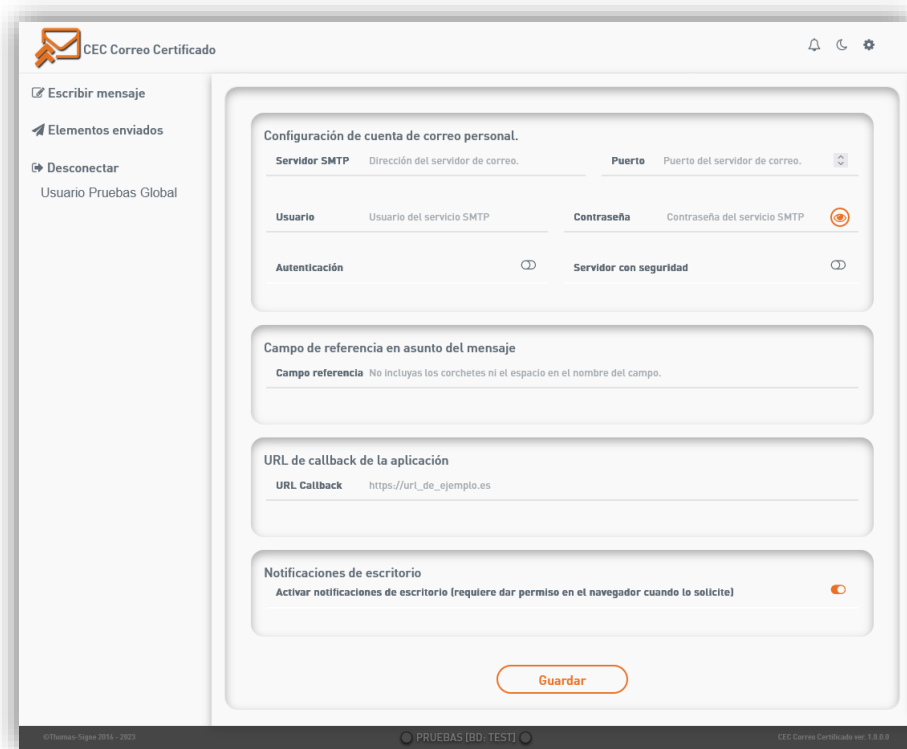 CEC Correo Certificado
Escribir mensaje
Elementos enviados
Desconectar
Usuario Pruebas Global
Configuración de cuenta de correo personal.
Servidor SMTP Dirección del servidor de correo. Puerto Puerto del servidor de correo.
Usuario Usuario del servicio SMTP Contraseña Contraseña del servicio SMTP
Autenticación Servidor con seguridad
Campo de referencia en asunto del mensaje
Campo referencia No incluyas los corchetes ni el espacio en el nombre del campo.
URL de callback de la aplicación
URL Callback https://url_de_ejemplo.es
Notificaciones de escritorio
Activar notificaciones de escritorio (requiere dar permiso en el navegador cuando lo solicite)
Guardar
©Thomas-Signe 2016 - 2023 PRUEBAS [BD: TEST] CEC Correo Certificado ver. 1.0.0.0